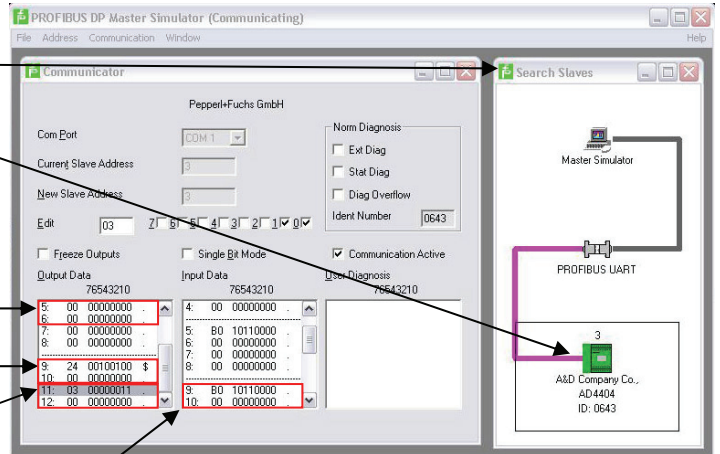 PROFIBUS DP Master Simulator (Communicating)
File Address Communication Window Help
Communicator
Pepperl+Fuchs GmbH
Com Port COM 1
Current Slave Address 3
New Slave Address 3
Edit 03 7 6 5 4 3 2 1 0
Norm Diagnosis
Ext Diag
Stat Diag
Diag Overflow
Ident Number 0643
Freeze Outputs Single Bit Mode Communication Active
Output Data Input Data User Diagnosis
76543210 76543210 76543210
5: 00 00000000 .
6: 00 00000000 .
7: 00 00000000 .
8: 00 00000000 .
9: 24 00100100 $
10: 00 00000000 .
11: 03 00000011 .
12: 00 00000000 .
4: 00 00000000 .
5: B0 10110000 .
6: 00 00000000 .
7: 00 00000000 .
8: 00 00000000 .
9: B0 10110000 .
10: 00 00000000 .
Search Slaves
Master Simulator
PROFIBUS UART
3
A&D Company Co.,
AD4404
ID: 0643